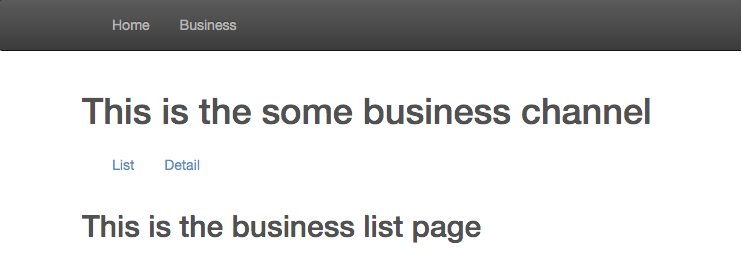 Home Business
This is the some business channel
List Detail
This is the business list page